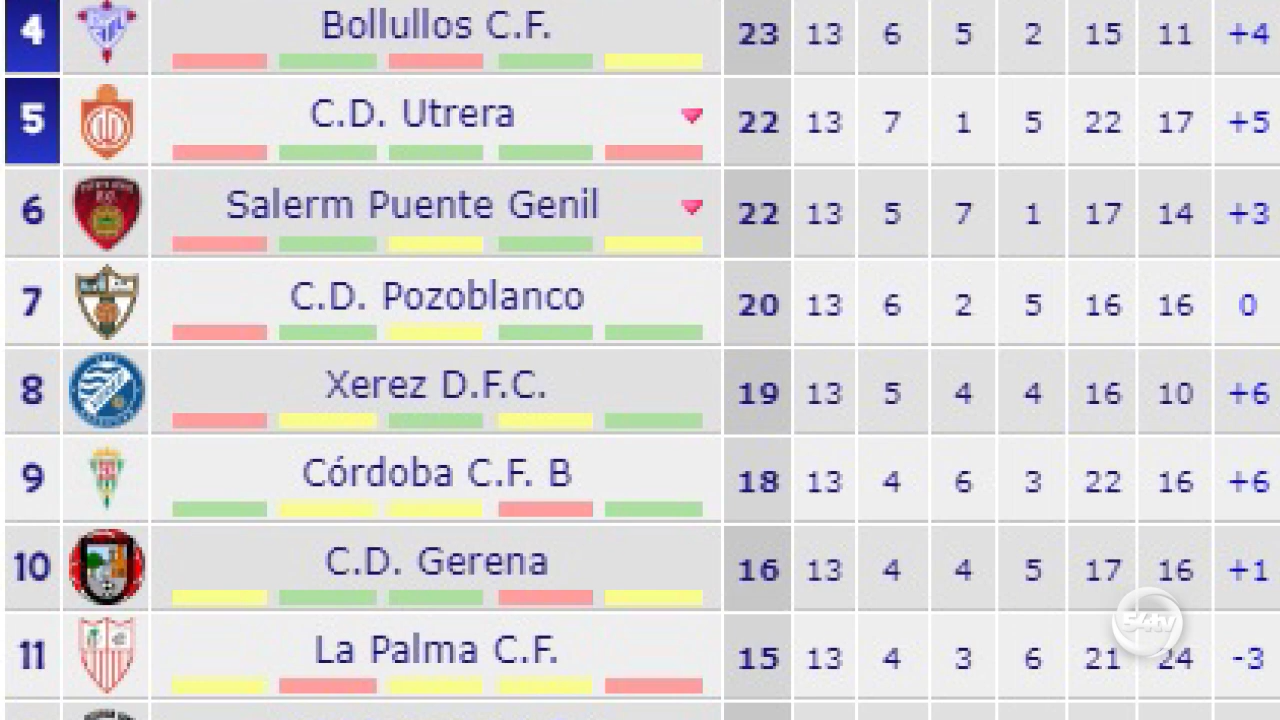 4 Bollullos C.F. 23 13 6 5 2 15 11 +4
5 C.D. Utrera 22 13 7 1 5 22 17 +5
6 Salerm Puente Genil 22 13 5 7 1 17 14 +3
7 C.D. Pozoblanco 20 13 6 2 5 16 16 0
8 Xerez D.F.C. 19 13 5 4 4 16 10 +6
9 Córdoba C.F. B 18 13 4 6 3 22 16 +6
10 C.D. Gerena 16 13 4 4 5 17 16 +1
54tv
11 La Palma C.F. 15 13 4 3 6 21 24 -3